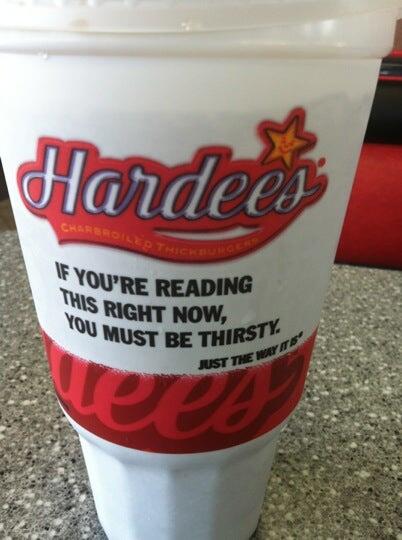 Hardee's
CHARBROILED THICKBURGERS
IF YOU'RE READING
THIS RIGHT NOW,
YOU MUST BE THIRSTY.
JUST THE WAY IT IS®
dees